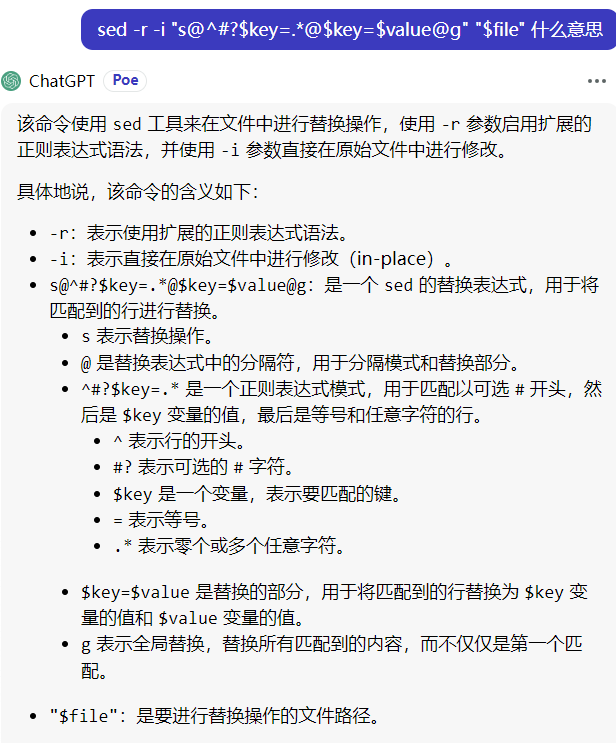 sed -r -i "s@^#?$key=.*@$key=$value@g" "$file" 什么意思
ChatGPT Poe
该命令使用 sed 工具来在文件中进行替换操作，使用 -r 参数启用扩展的
正则表达式语法，并使用 -i 参数直接在原始文件中进行修改。
具体地说，该命令的含义如下：
-r：表示使用扩展的正则表达式语法。
-i：表示直接在原始文件中进行修改（in-place）。
s@^#?$key=.*@$key=$value@g：是一个 sed 的替换表达式，用于将
匹配到的行进行替换。
s 表示替换操作。
@ 是替换表达式中的分隔符，用于分隔模式和替换部分。
^#?$key=.* 是一个正则表达式模式，用于匹配以可选 # 开头，然
后是 $key 变量的值，最后是等号和任意字符的行。
^ 表示行的开头。
#? 表示可选的 # 字符。
$key 是一个变量，表示要匹配的键。
= 表示等号。
.* 表示零个或多个任意字符。
$key=$value 是替换的部分，用于将匹配到的行替换为 $key 变
量的值和 $value 变量的值。
g 表示全局替换，替换所有匹配到的内容，而不仅仅是第一个匹
配。
"$file"：是要进行替换操作的文件路径。